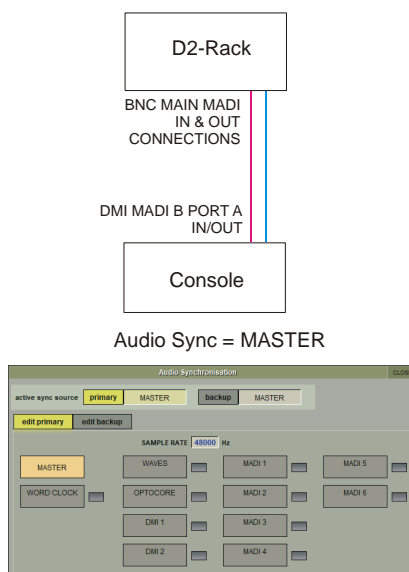 D2-Rack
BNC MAIN MADI
IN & OUT
CONNECTIONS
DMI MADI B PORT A
IN/OUT
Console
Audio Sync = MASTER
Audio Synchronisation
CLOSE
active sync source primary MASTER backup MASTER
edit primary edit backup
SAMPLE RATE 48000 Hz
MASTER WAVES MADI 1 MADI 5
WORD CLOCK OPTOCORE MADI 2 MADI 6
DMI 1 MADI 3
DMI 2 MADI 4